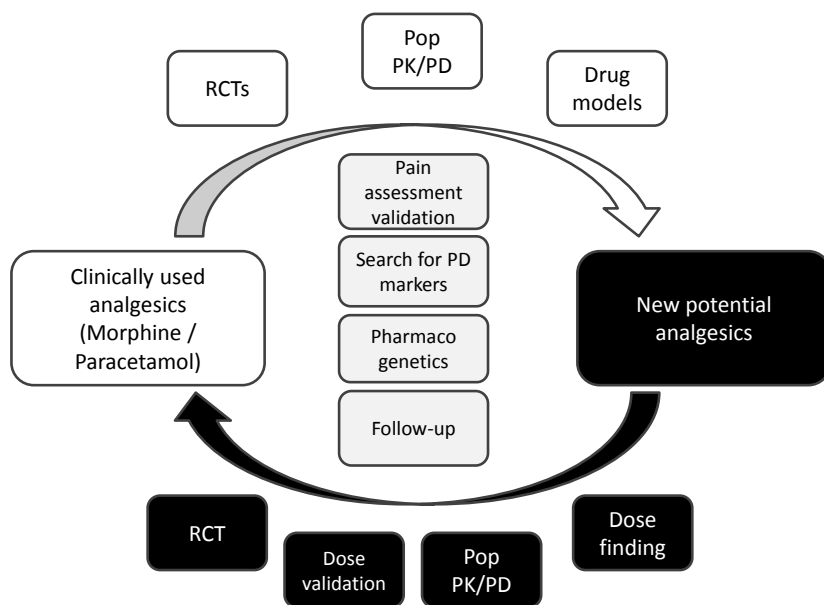 Pop
PK/PD
RCTs
Drug
models
Pain
assessment
validation
Search for PD
markers
Pharmaco
genetics
Follow-up
Clinically used
analgesics
(Morphine /
Paracetamol)
New potential
analgesics
RCT
Dose
validation
Pop
PK/PD
Dose
finding